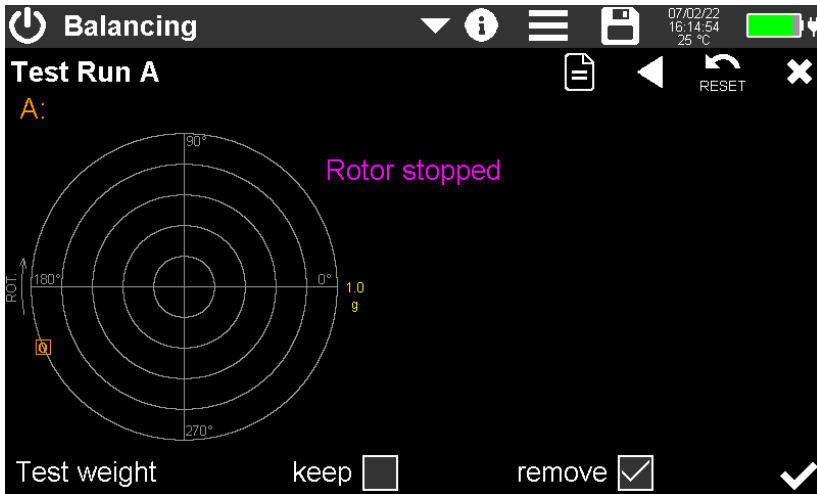 Balancing
07/02/22
16:14:54
25 °C
Test Run A
RESET
A:
90°
Rotor stopped
ROT.
180°
0°
1.0
g
270°
Test weight keep remove